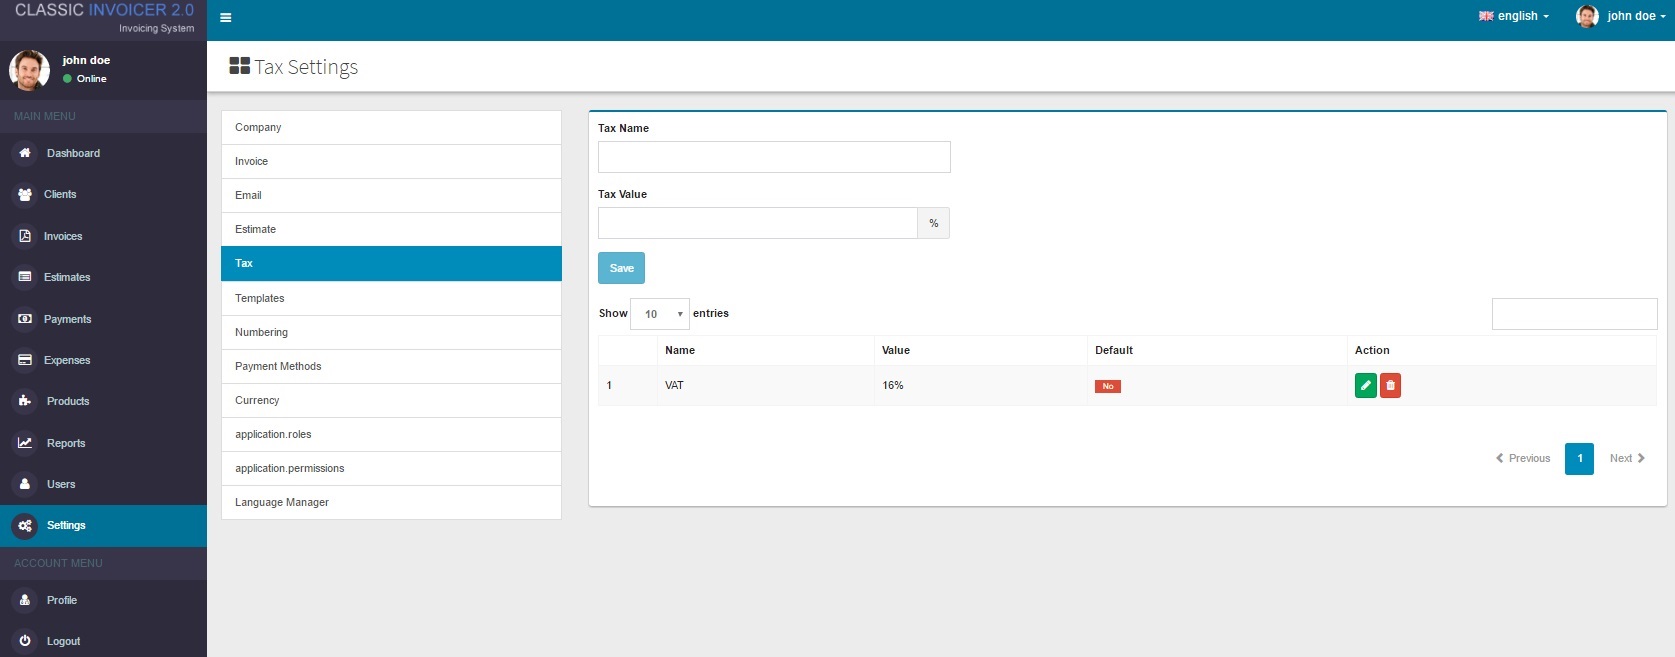 CLASSIC INVOICER 2.0
Invoicing System
english
john doe
john doe
Online
Tax Settings
MAIN MENU
Dashboard
Clients
Invoices
Estimates
Payments
Expenses
Products
Reports
Users
Settings
ACCOUNT MENU
Profile
Logout
Company
Invoice
Email
Estimate
Tax
Templates
Numbering
Payment Methods
Currency
application.roles
application.permissions
Language Manager
Tax Name
Tax Value
%
Save
Show 10 entries
Name Value Default Action
1 VAT 16% No
Previous 1 Next